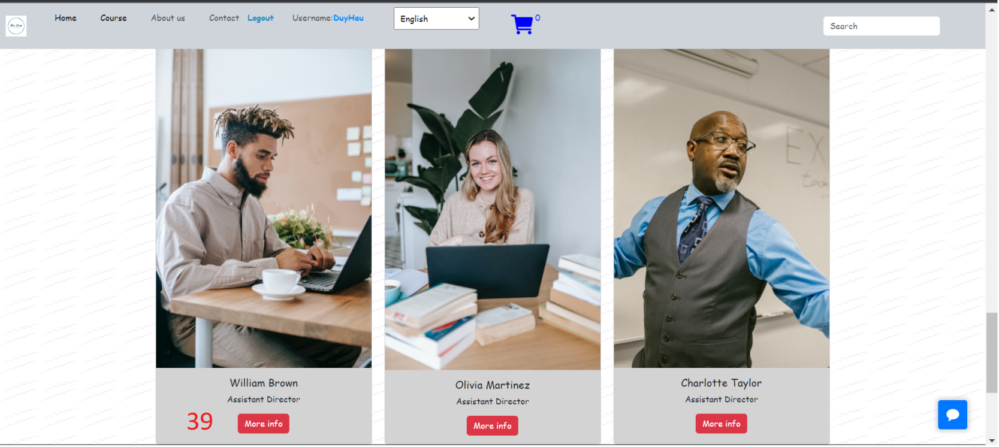 Home Course About us Contact Logout Username:DuyHau English 0 Search
EX
William Brown
Assistant Director
39 More info
Olivia Martinez
Assistant Director
More info
Charlotte Taylor
Assistant Director
More info